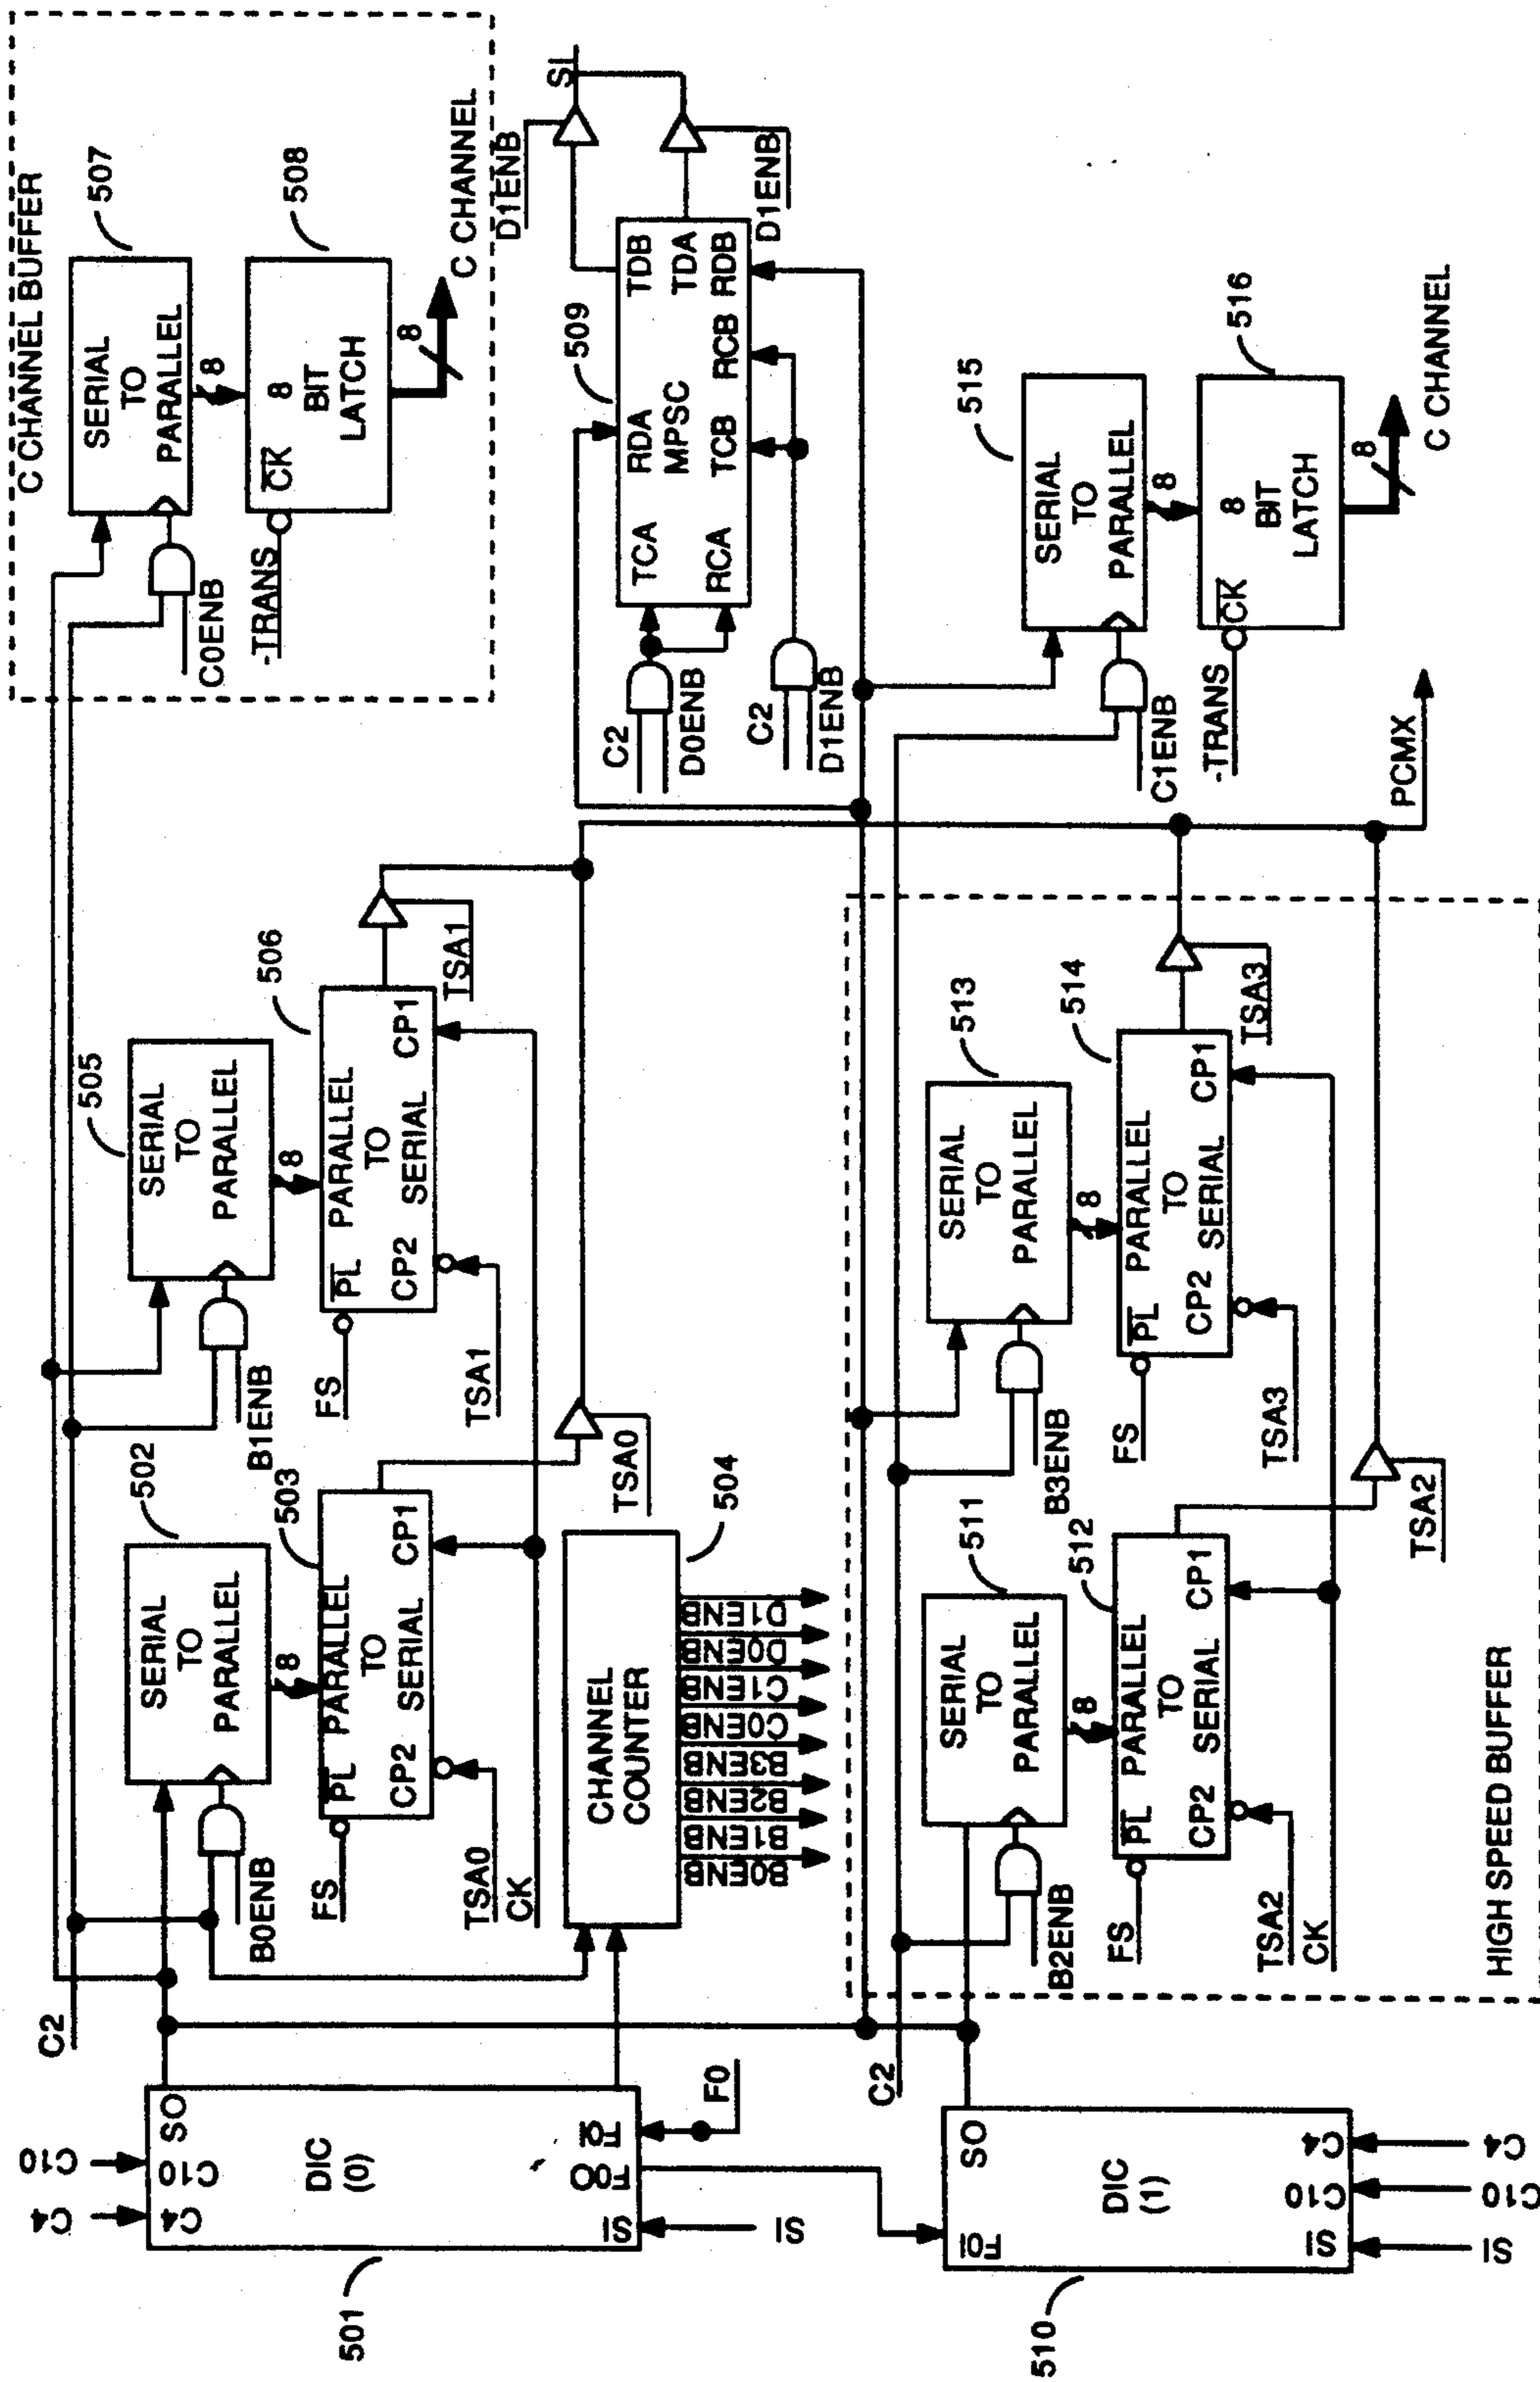 C CHANNEL BUFFER
507
SERIAL
TO
PARALLEL
8
508
8
BIT
LATCH
CK
-TRANS
C0ENB
8
C CHANNEL
505
SERIAL
TO
PARALLEL
B1ENB
8
506
PARALLEL
TO
SERIAL
PL
CP2
CP1
FS
TSA1
TSA1
502
SERIAL
TO
PARALLEL
B0ENB
8
503
PARALLEL
TO
SERIAL
PL
CP2
CP1
FS
TSA0
CK
TSA0
C2
CHANNEL
COUNTER
504
B0ENB
B1ENB
B2ENB
B3ENB
C0ENB
C1ENB
D0ENB
D1ENB
C4
C10
C4
C10
SO
DIC
(0)
SI
F0O
F0I
SI
F0
501
D1ENB
SI
D1ENB
509
TCA
RCA
RDA
MPSC
TCB
RCB
TDB
TDA
RDB
C2
D0ENB
C2
D1ENB
515
SERIAL
TO
PARALLEL
C1ENB
8
516
8
BIT
LATCH
CK
-TRANS
8
C CHANNEL
PCMX
513
SERIAL
TO
PARALLEL
B3ENB
8
514
PARALLEL
TO
SERIAL
PL
CP2
CP1
FS
TSA3
TSA3
511
SERIAL
TO
PARALLEL
B2ENB
8
512
PARALLEL
TO
SERIAL
PL
CP2
CP1
FS
TSA2
CK
TSA2
HIGH SPEED BUFFER
C2
SO
DIC
(1)
F0I
SI
C10
C4
SI
C10
C4
510